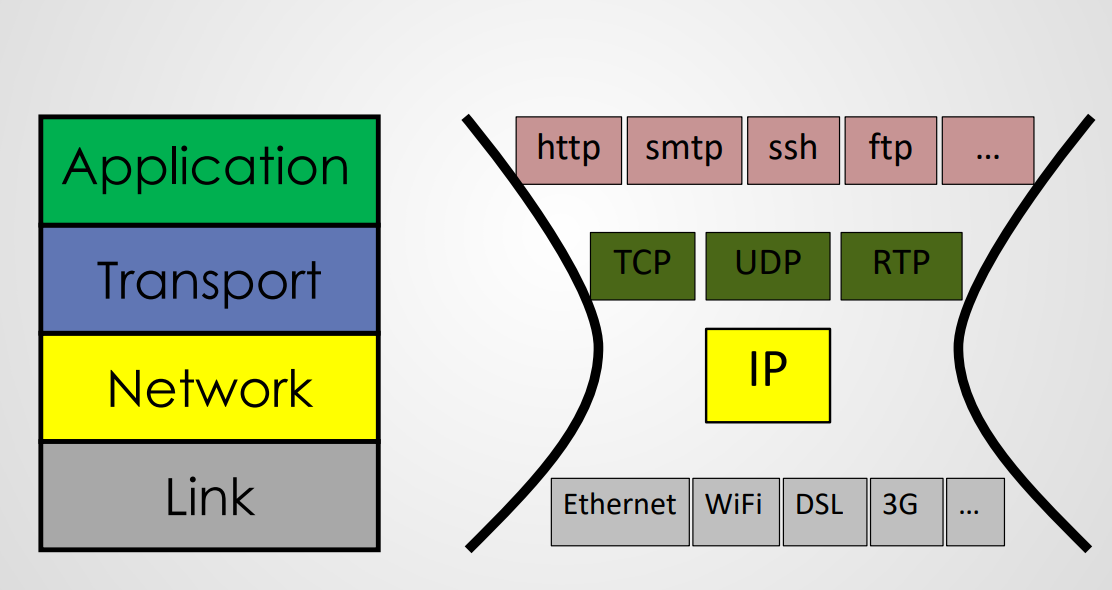 Application
Transport
Network
Link
http smtp ssh ftp ...
TCP UDP RTP
IP
Ethernet WiFi DSL 3G ...